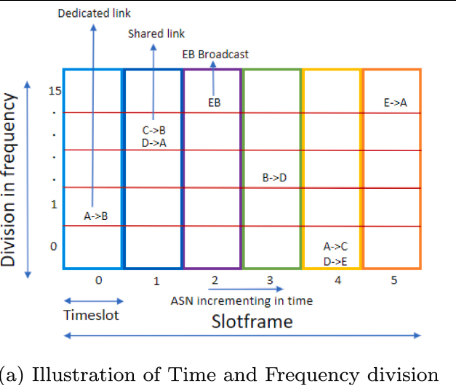 Dedicated link
Shared link
EB Broadcast
Division in frequency
15
EB
E->A
.
C->B
.
D->A
.
B->D
1
A->B
0
A->C
D->E
0 1 2 3 4 5
ASN incrementing in time
Timeslot
Slotframe
(a) Illustration of Time and Frequency division